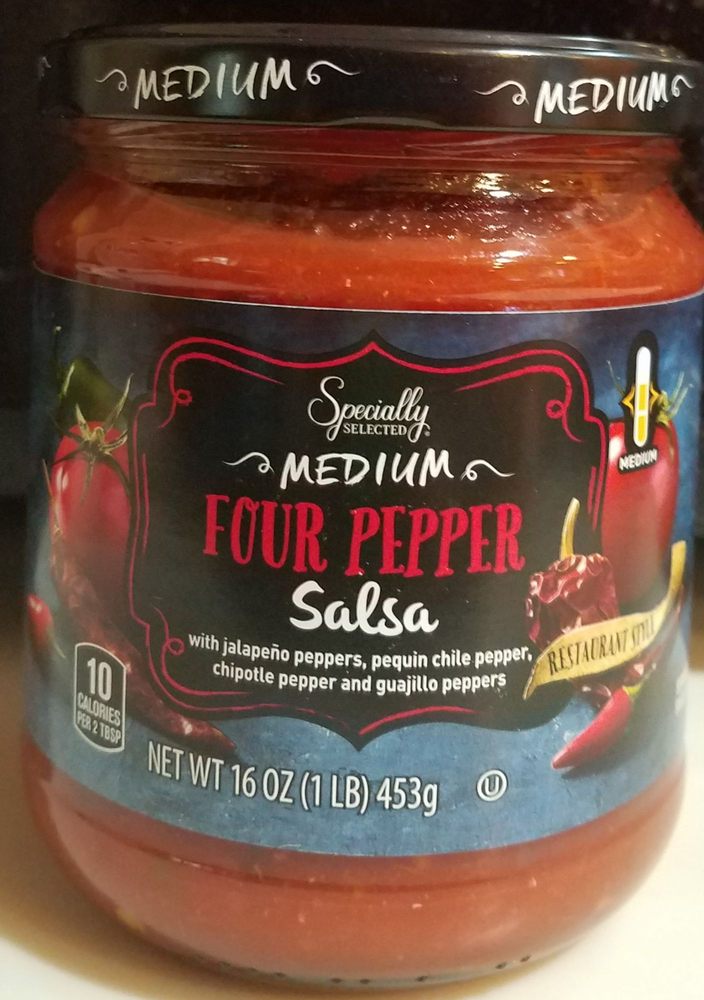 MEDIUM MEDIUM
Specially
SELECTED®
MEDIUM
FOUR PEPPER
Salsa
with jalapeño peppers, pequin chile pepper,
chipotle pepper and guajillo peppers
MEDIUM
RESTAURANT STYLE
10
CALORIES
PER 2 TBSP
NET WT 16 OZ (1 LB) 453g
U